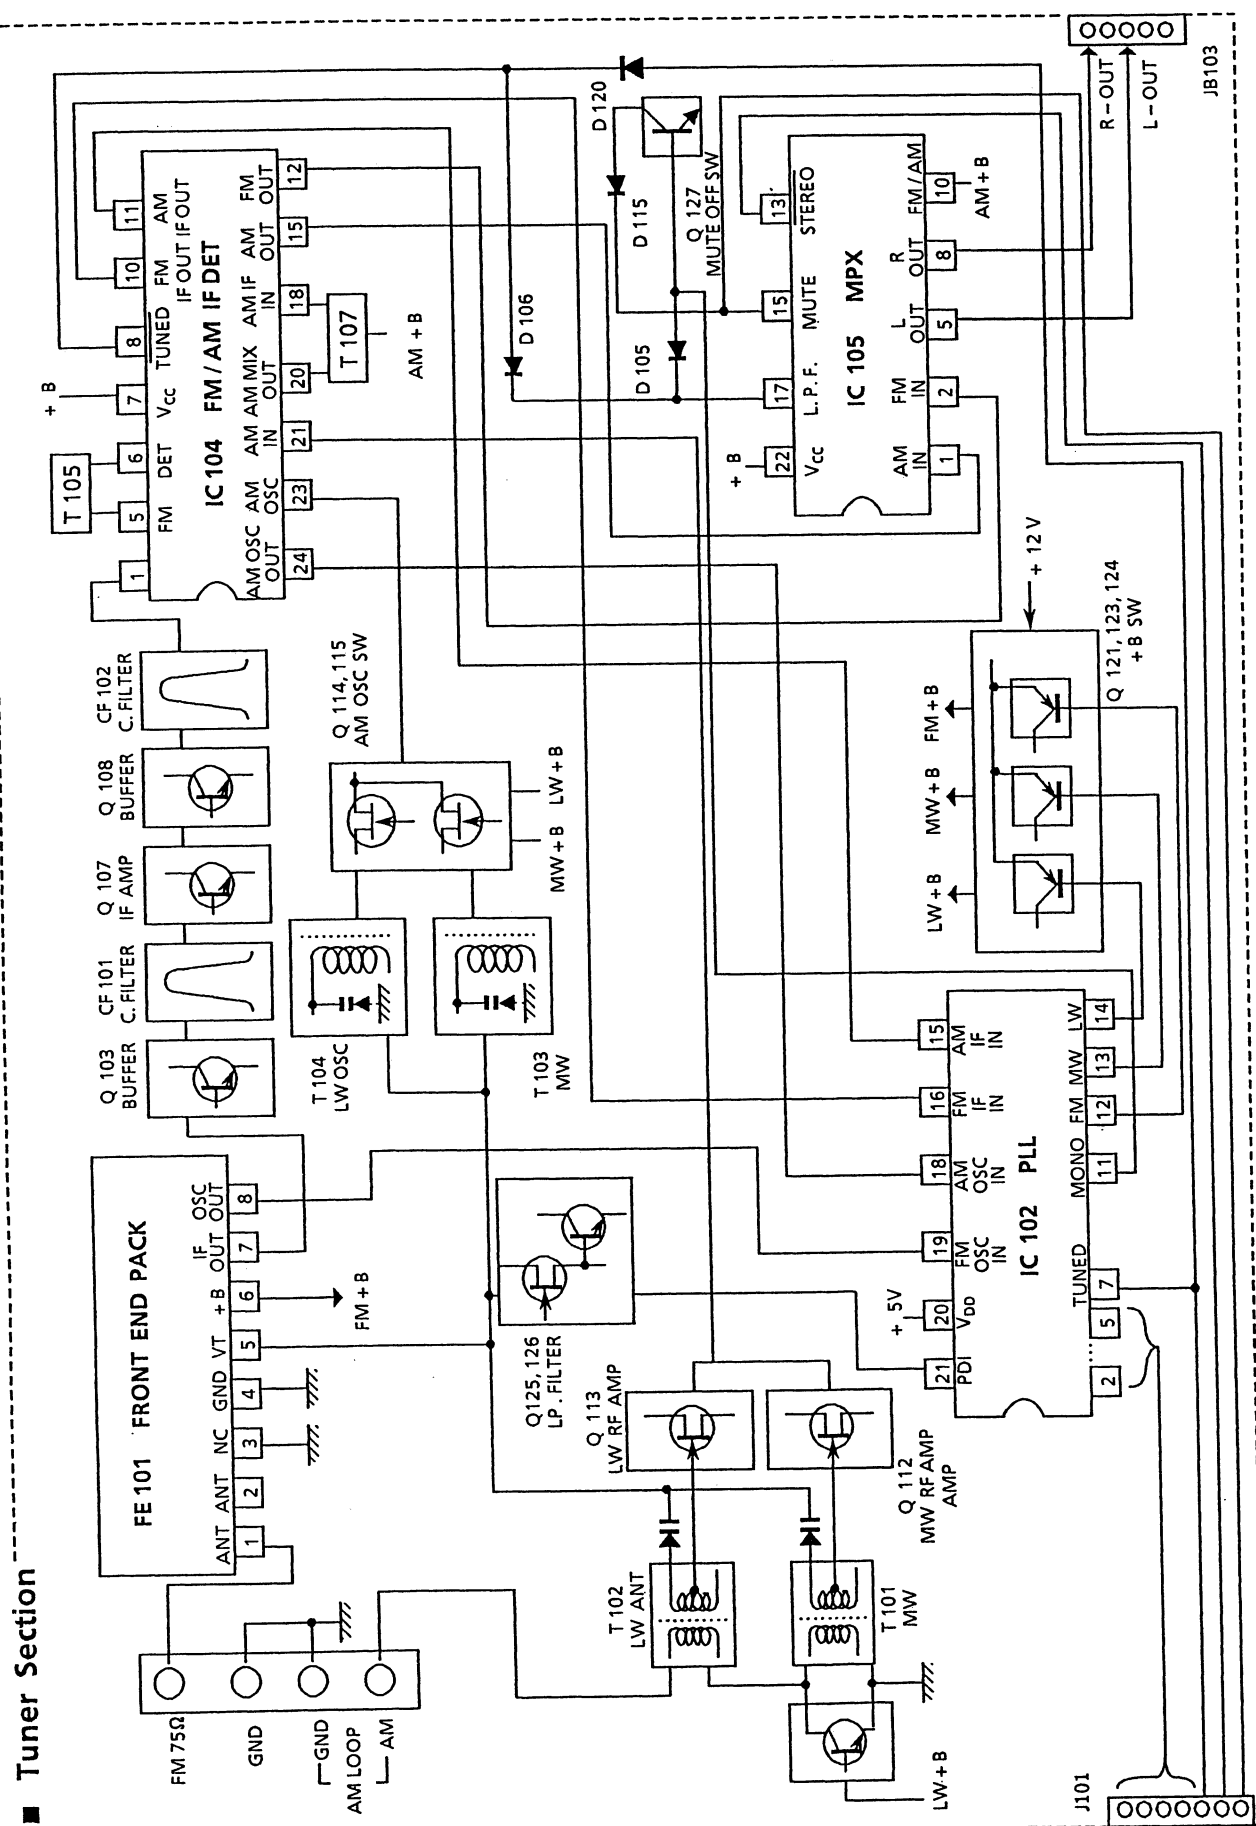 ■ Tuner Section
FM 75Ω
GND
GND
AM LOOP
AM
FE 101 FRONT END PACK
ANT
ANT
NC
GND
VT
+B
IF
OUT
OSC
OUT
1
2
3
4
5
6
7
8
FM+B
Q 103
BUFFER
CF 101
C. FILTER
Q 107
IF AMP
Q 108
BUFFER
CF 102
C. FILTER
T 105
+ B
1
5
6
7
8
10
11
FM
DET
Vcc
TUNED
FM
IF OUT
AM
IF OUT
IC 104 FM / AM IF DET
AM OSC
OUT
AM
OSC
AM
IN
AM MIX
OUT
AM IF
IN
AM
OUT
FM
OUT
24
23
21
20
18
15
12
T 107
AM + B
T 104
LW OSC
T 103
MW
Q 114, 115
AM OSC SW
MW+B
LW+B
Q125, 126
LP. FILTER
Q 113
LW RF AMP
Q 112
MW RF AMP
AMP
T 102
LW ANT
T 101
MW
LW+B
D 120
D 115
D 106
D 105
Q 127
MUTE OFF SW
+ B
22
17
15
13
Vcc
L. P. F.
MUTE
STEREO
IC 105 MPX
AM
IN
FM
IN
L
OUT
R
OUT
FM / AM
1
2
5
8
10
AM+B
+ 5V
21
20
19
18
16
15
PDI
VDD
FM
OSC
IN
AM
OSC
IN
FM
IF
IN
AM
IF
IN
IC 102 PLL
TUNED
MONO
FM
MW
LW
2
5
7
11
12
13
14
LW+B
MW+B
FM+B
+ 12 V
Q 121, 123, 124
+ B SW
R - OUT
L - OUT
JB103
J101